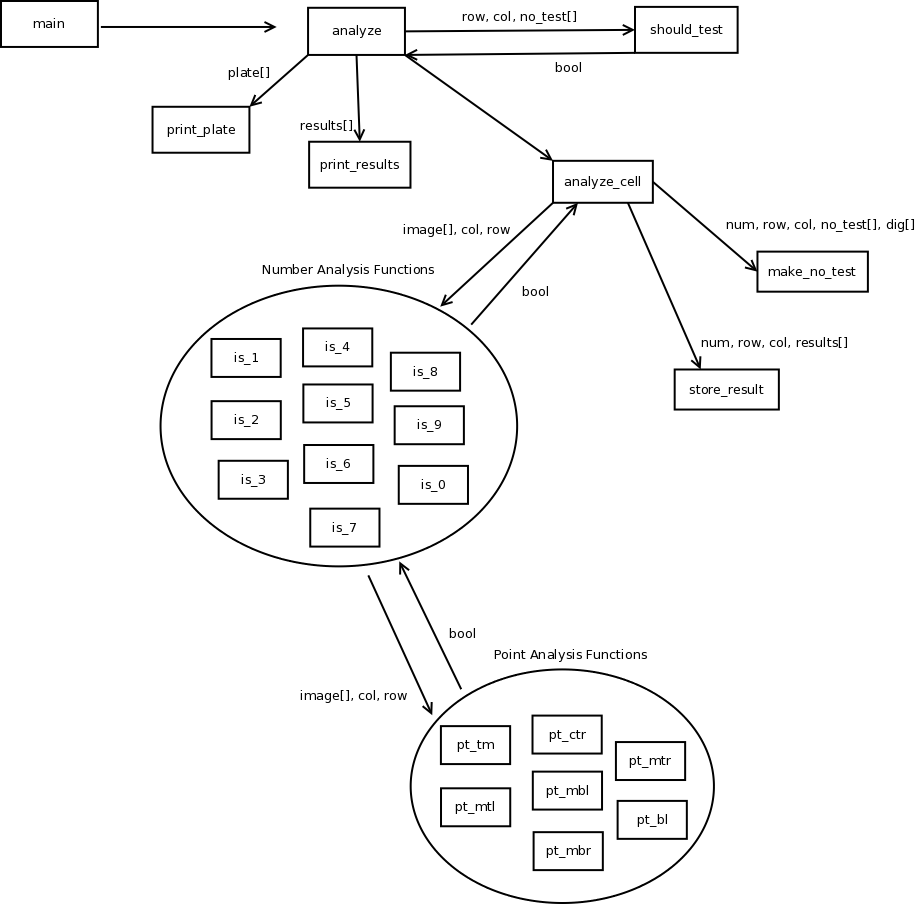 main
analyze
row, col, no_test[]
should_test
bool
plate[]
print_plate
results[]
print_results
analyze_cell
image[], col, row
num, row, col, no_test[], dig[]
make_no_test
Number Analysis Functions
bool
num, row, col, results[]
store_result
is_1
is_4
is_8
is_2
is_5
is_9
is_3
is_6
is_0
is_7
bool
Point Analysis Functions
image[], col, row
pt_tm
pt_ctr
pt_mtr
pt_mtl
pt_mbl
pt_bl
pt_mbr